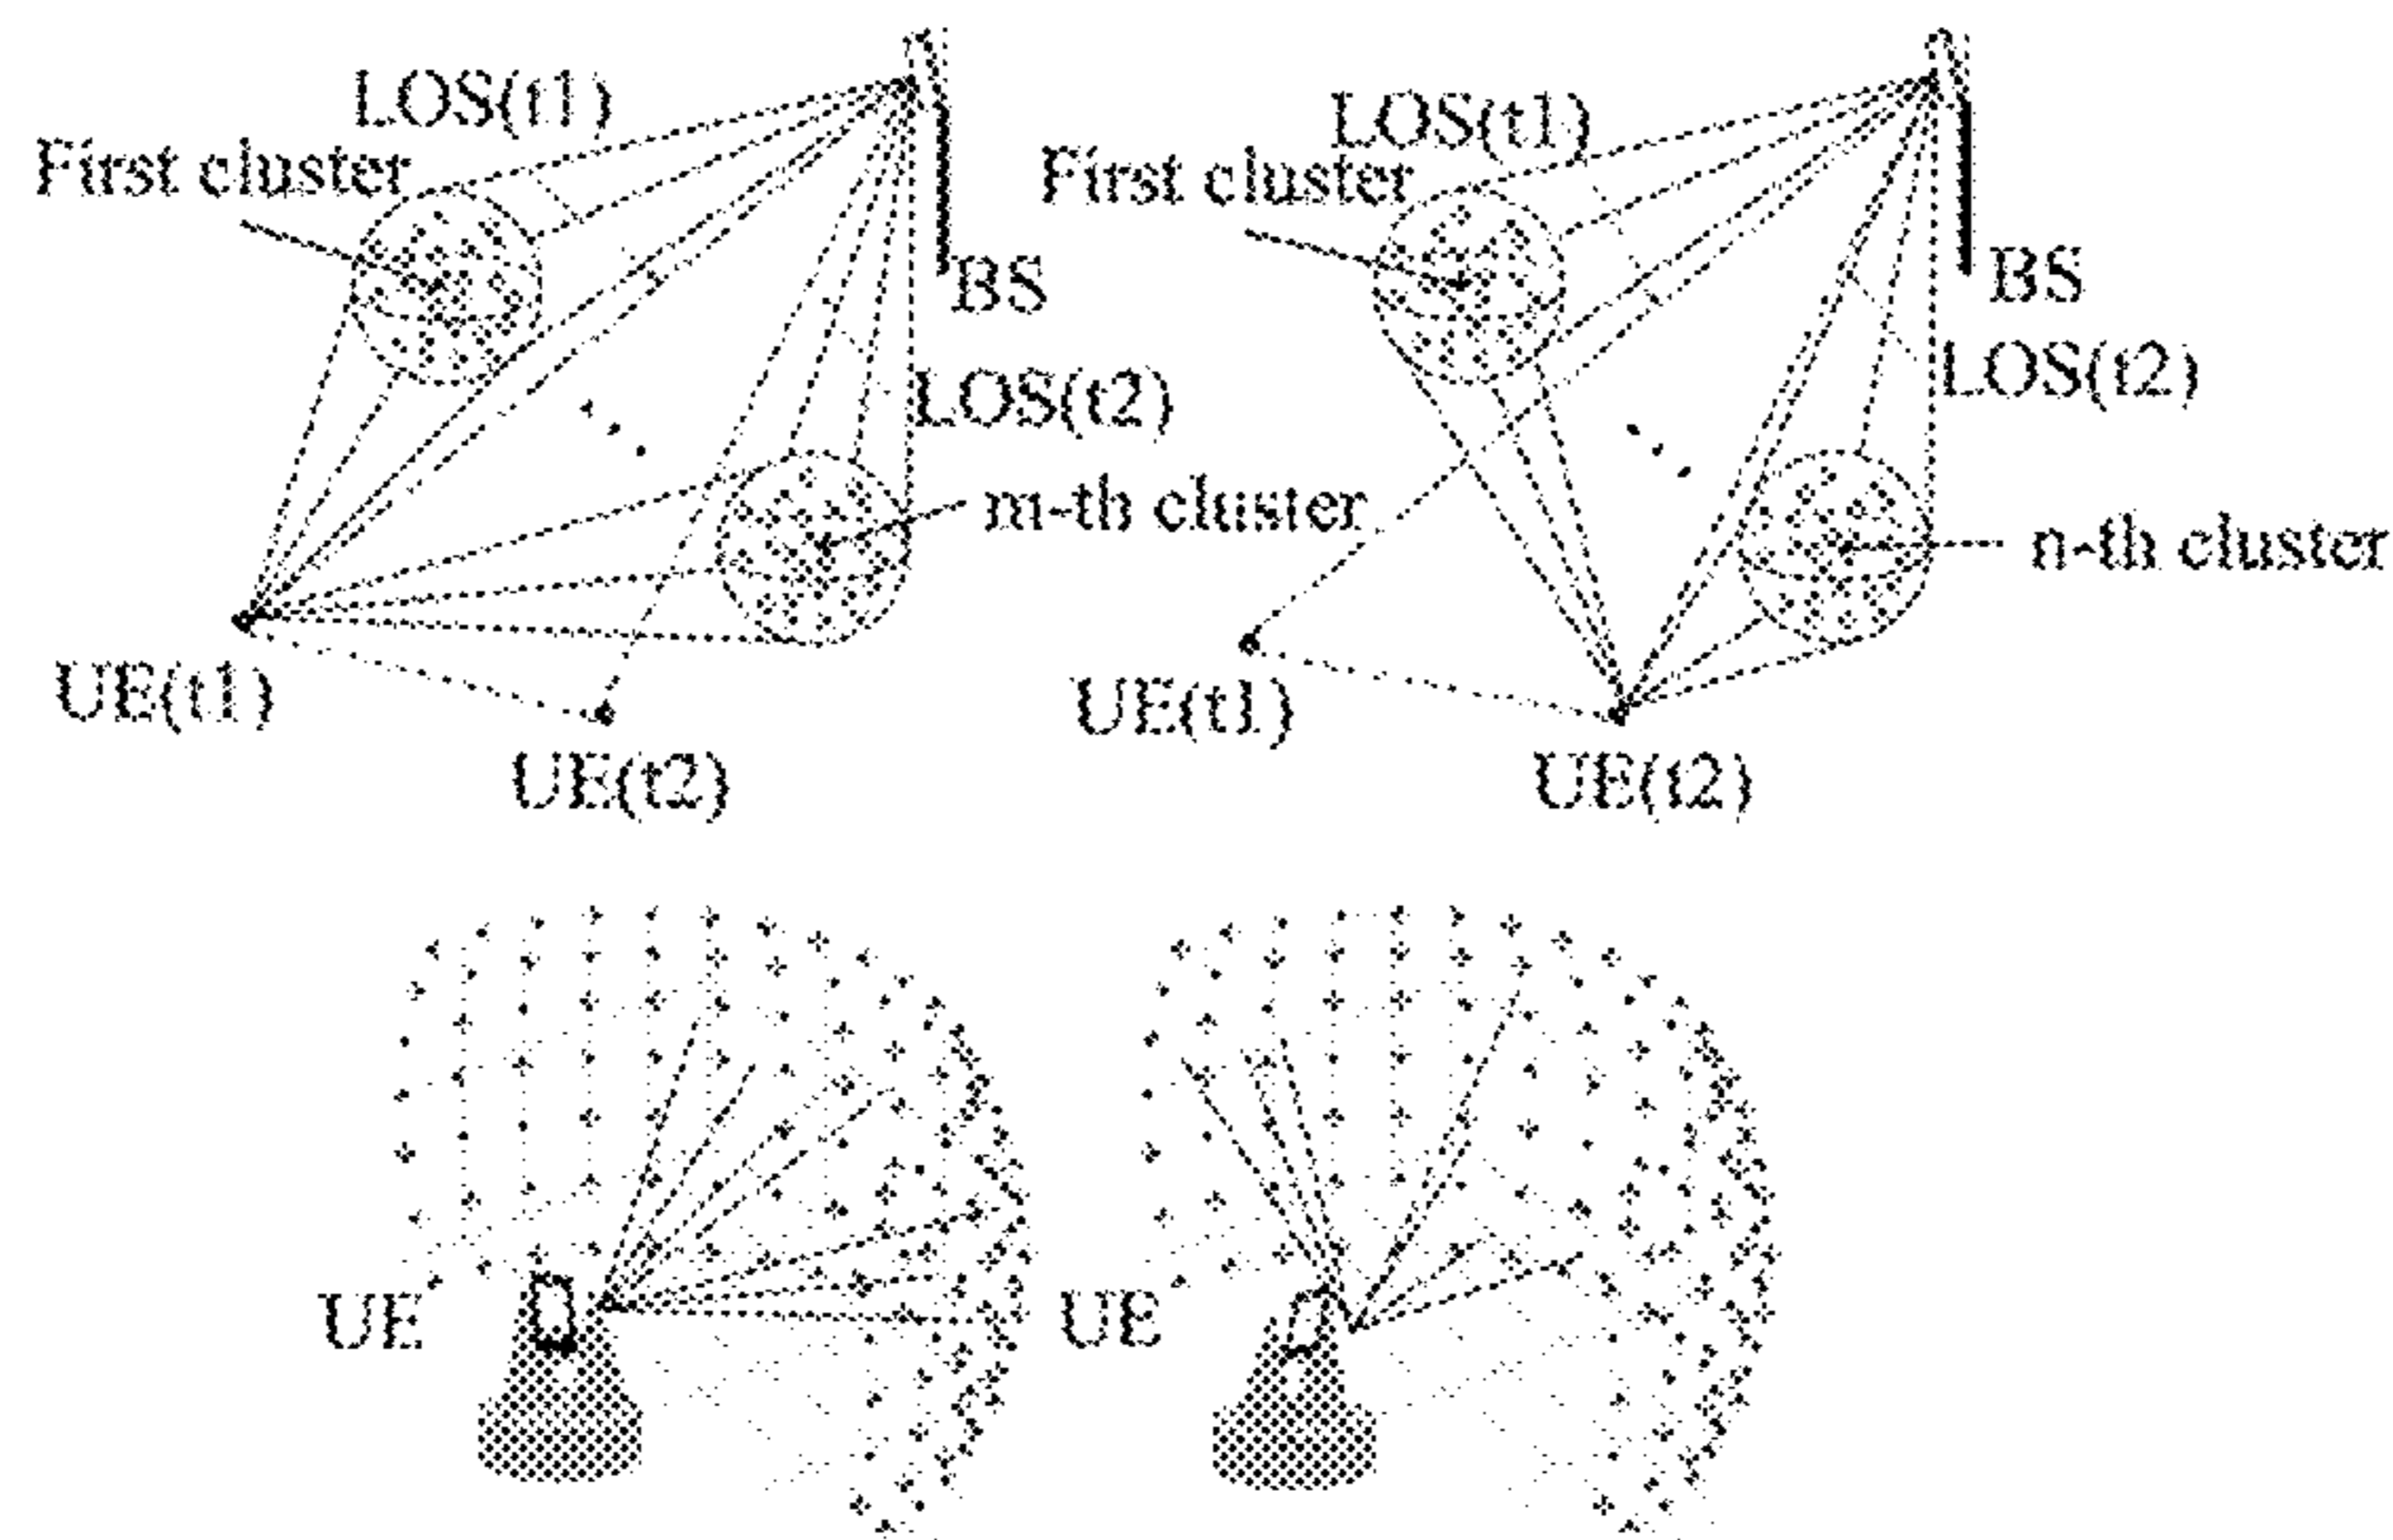 LOS(t1)
First cluster
BS
LOS(t2)
m-th cluster
UE(t1)
UE(t2)
LOS(t1)
First cluster
BS
LOS(t2)
n-th cluster
UE(t1)
UE(t2)
UE
UE